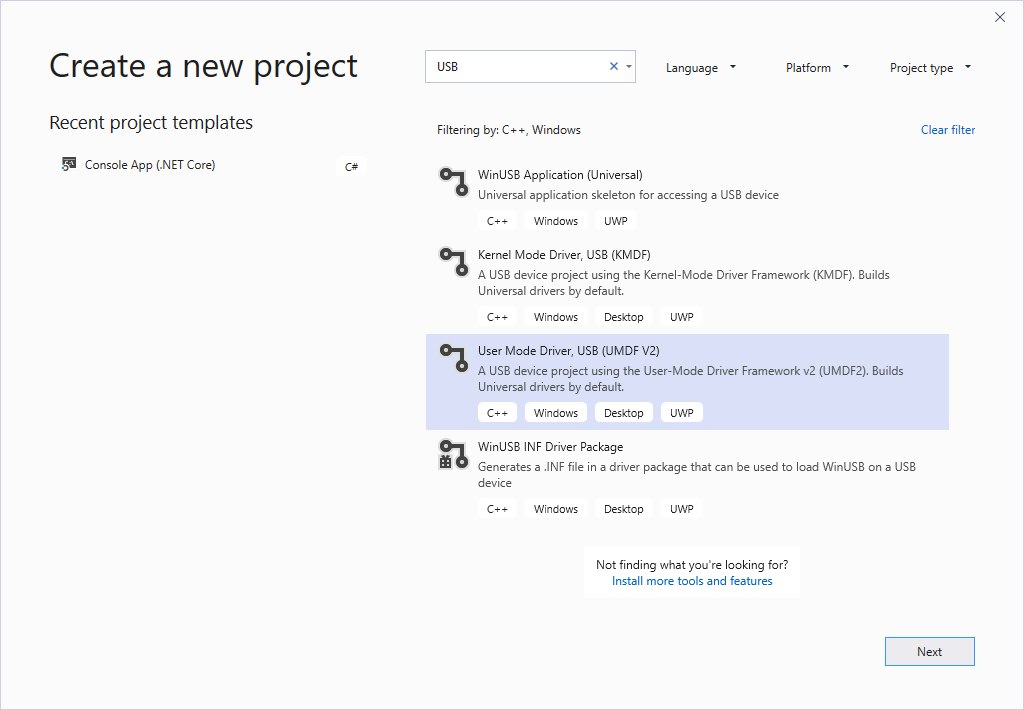 Create a new project
USB
Language
Platform
Project type
Recent project templates
Console App (.NET Core)
C#
Filtering by: C++, Windows
Clear filter
WinUSB Application (Universal)
Universal application skeleton for accessing a USB device
C++ Windows UWP
Kernel Mode Driver, USB (KMDF)
A USB device project using the Kernel-Mode Driver Framework (KMDF). Builds
Universal drivers by default.
C++ Windows Desktop UWP
User Mode Driver, USB (UMDF V2)
A USB device project using the User-Mode Driver Framework v2 (UMDF2). Builds
Universal drivers by default.
C++ Windows Desktop UWP
WinUSB INF Driver Package
Generates a .INF file in a driver package that can be used to load WinUSB on a USB
device
C++ Windows Desktop UWP
Not finding what you're looking for?
Install more tools and features
Next